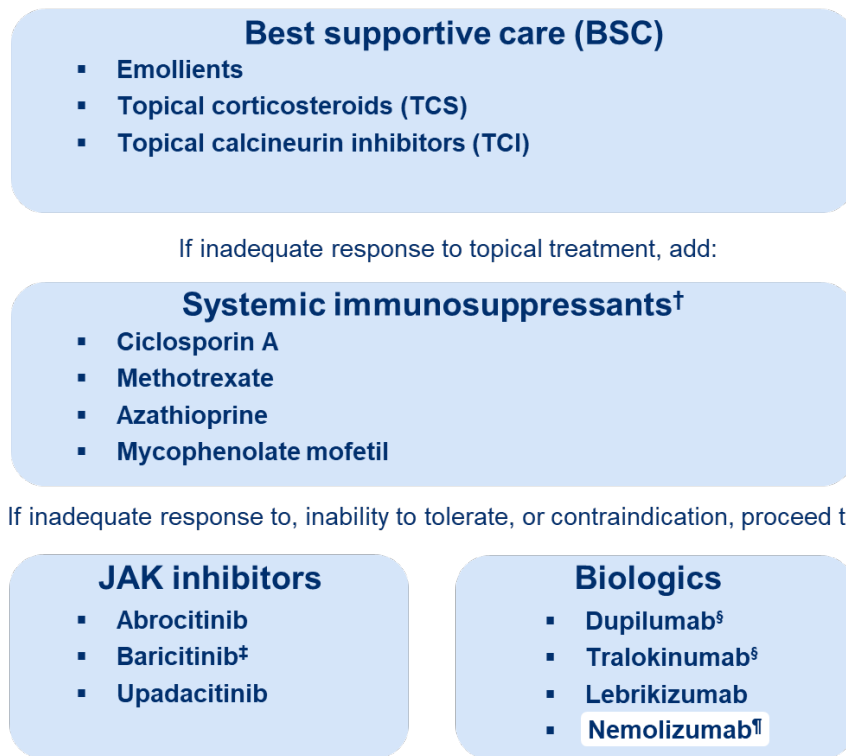 Best supportive care (BSC)
▪ Emollients
▪ Topical corticosteroids (TCS)
▪ Topical calcineurin inhibitors (TCI)
If inadequate response to topical treatment, add:
Systemic immunosuppressants†
▪ Ciclosporin A
▪ Methotrexate
▪ Azathioprine
▪ Mycophenolate mofetil
If inadequate response to, inability to tolerate, or contraindication, proceed t
JAK inhibitors
▪ Abrocitinib
▪ Baricitinib‡
▪ Upadacitinib
Biologics
▪ Dupilumab§
▪ Tralokinumab§
▪ Lebrikizumab
▪ Nemolizumab¶